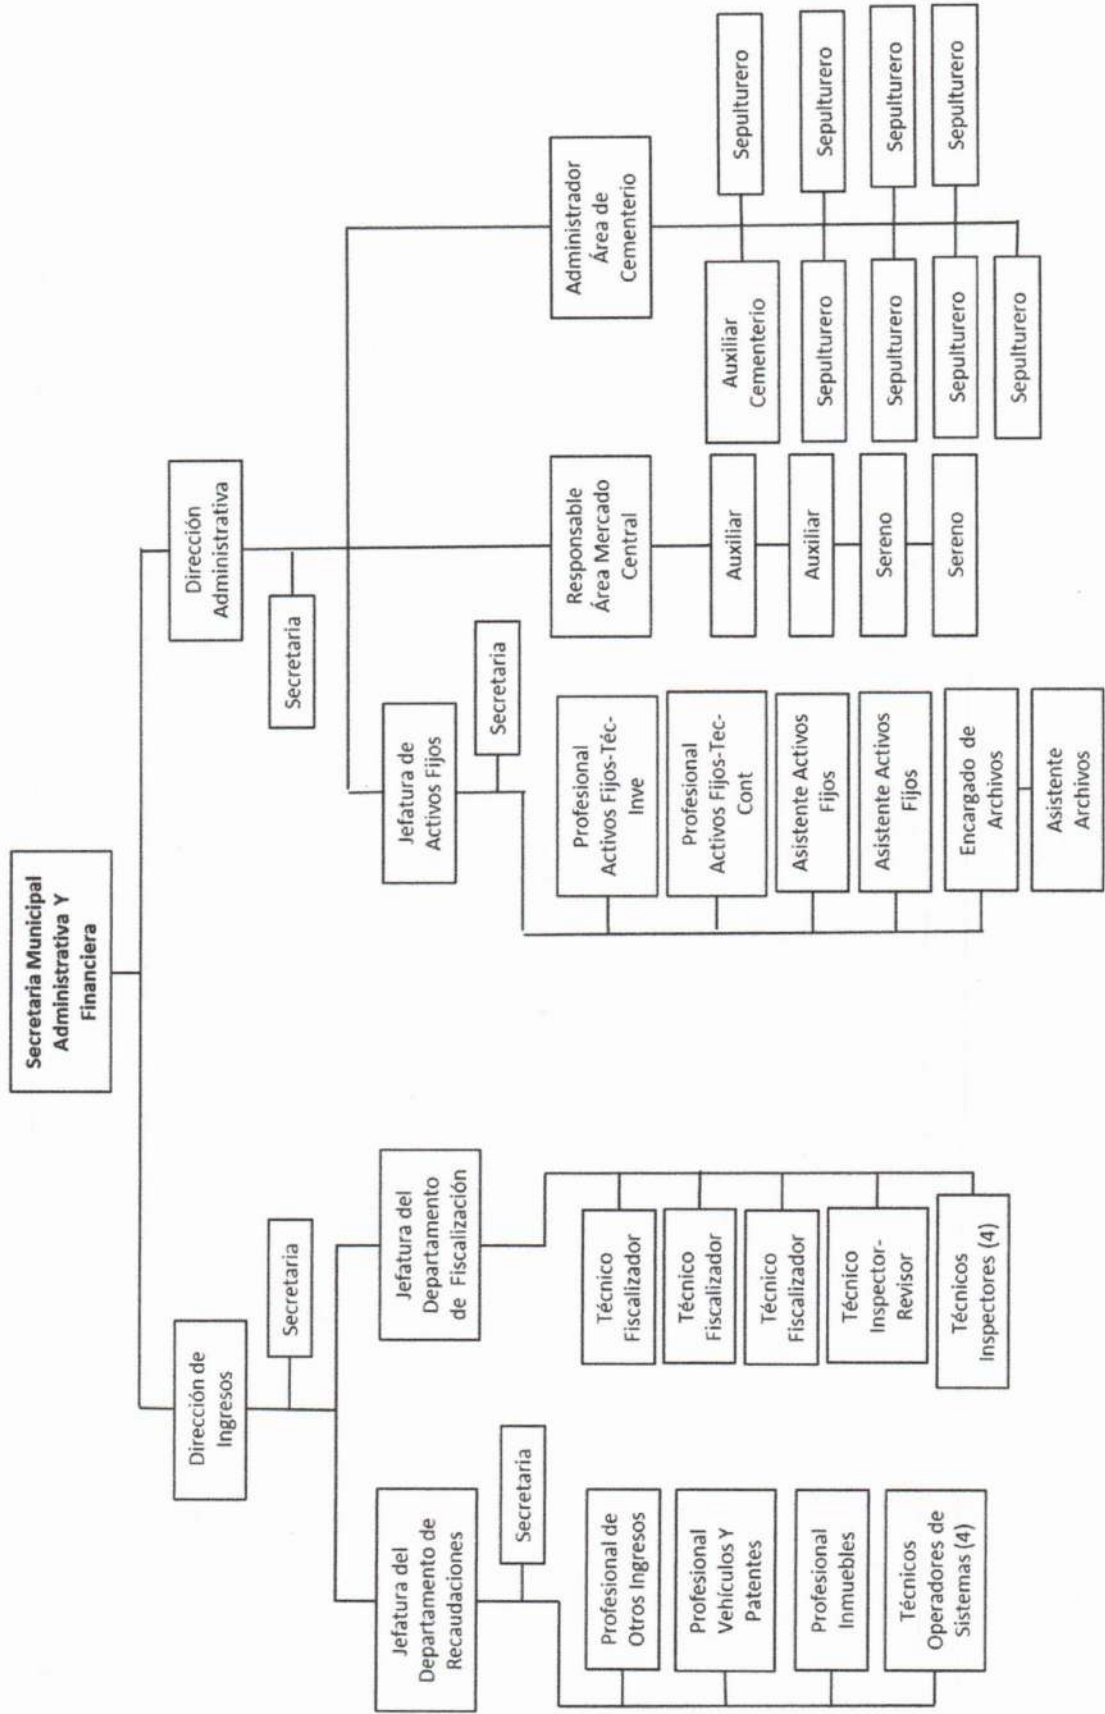 Secretaria Municipal
Administrativa Y
Financiera
Dirección de
Ingresos
Secretaria
Jefatura del
Departamento de
Recaudaciones
Secretaria
Profesional de
Otros Ingresos
Profesional
Vehículos Y
Patentes
Profesional
Inmuebles
Técnicos
Operadores de
Sistemas (4)
Jefatura del
Departamento
de Fiscalización
Técnico
Fiscalizador
Técnico
Fiscalizador
Técnico
Fiscalizador
Técnico
Inspector-
Revisor
Técnicos
Inspectores (4)
Dirección
Administrativa
Secretaria
Jefatura de
Activos Fijos
Secretaria
Profesional
Activos Fijos-Téc-
Inve
Profesional
Activos Fijos-Tec-
Cont
Asistente Activos
Fijos
Asistente Activos
Fijos
Encargado de
Archivos
Asistente
Archivos
Responsable
Área Mercado
Central
Auxiliar
Auxiliar
Sereno
Sereno
Administrador
Área de
Cementerio
Auxiliar
Cementerio
Sepulturero
Sepulturero
Sepulturero
Sepulturero
Sepulturero
Sepulturero
Sepulturero
Sepulturero